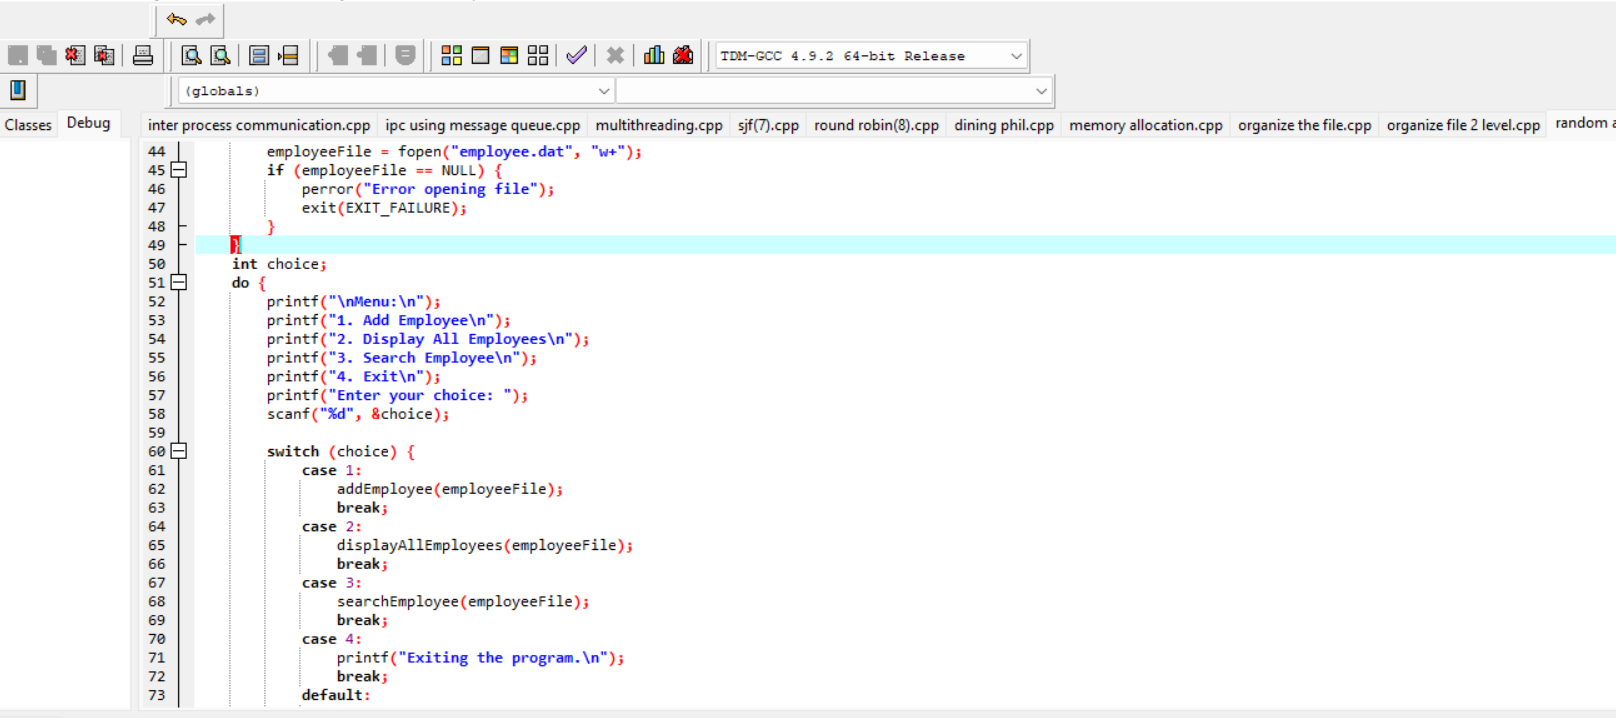 TDM-GCC 4.9.2 64-bit Release
(globals)
Classes Debug inter process communication.cpp ipc using message queue.cpp multithreading.cpp sjf(7).cpp round robin(8).cpp dining phil.cpp memory allocation.cpp organize the file.cpp organize file 2 level.cpp random a
44 employeeFile = fopen("employee.dat", "w+");
45 if (employeeFile == NULL) {
46 perror("Error opening file");
47 exit(EXIT_FAILURE);
48 }
49 }
50 int choice;
51 do {
52 printf("\nMenu:\n");
53 printf("1. Add Employee\n");
54 printf("2. Display All Employees\n");
55 printf("3. Search Employee\n");
56 printf("4. Exit\n");
57 printf("Enter your choice: ");
58 scanf("%d", &choice);
59
60 switch (choice) {
61 case 1:
62 addEmployee(employeeFile);
63 break;
64 case 2:
65 displayAllEmployees(employeeFile);
66 break;
67 case 3:
68 searchEmployee(employeeFile);
69 break;
70 case 4:
71 printf("Exiting the program.\n");
72 break;
73 default: